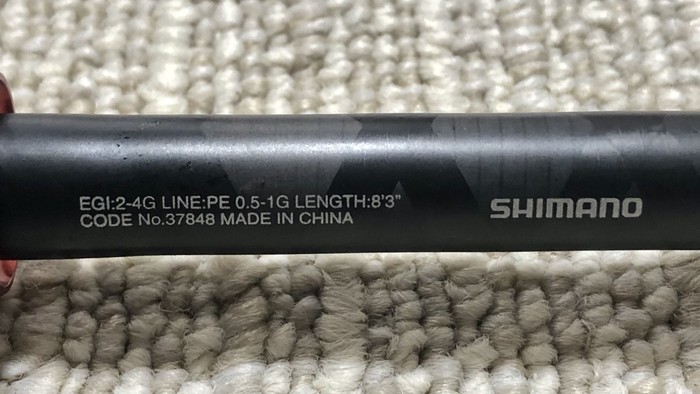 EGI:2-4G LINE:PE 0.5-1G LENGTH:8'3"
CODE No.37848 MADE IN CHINA
SHIMANO